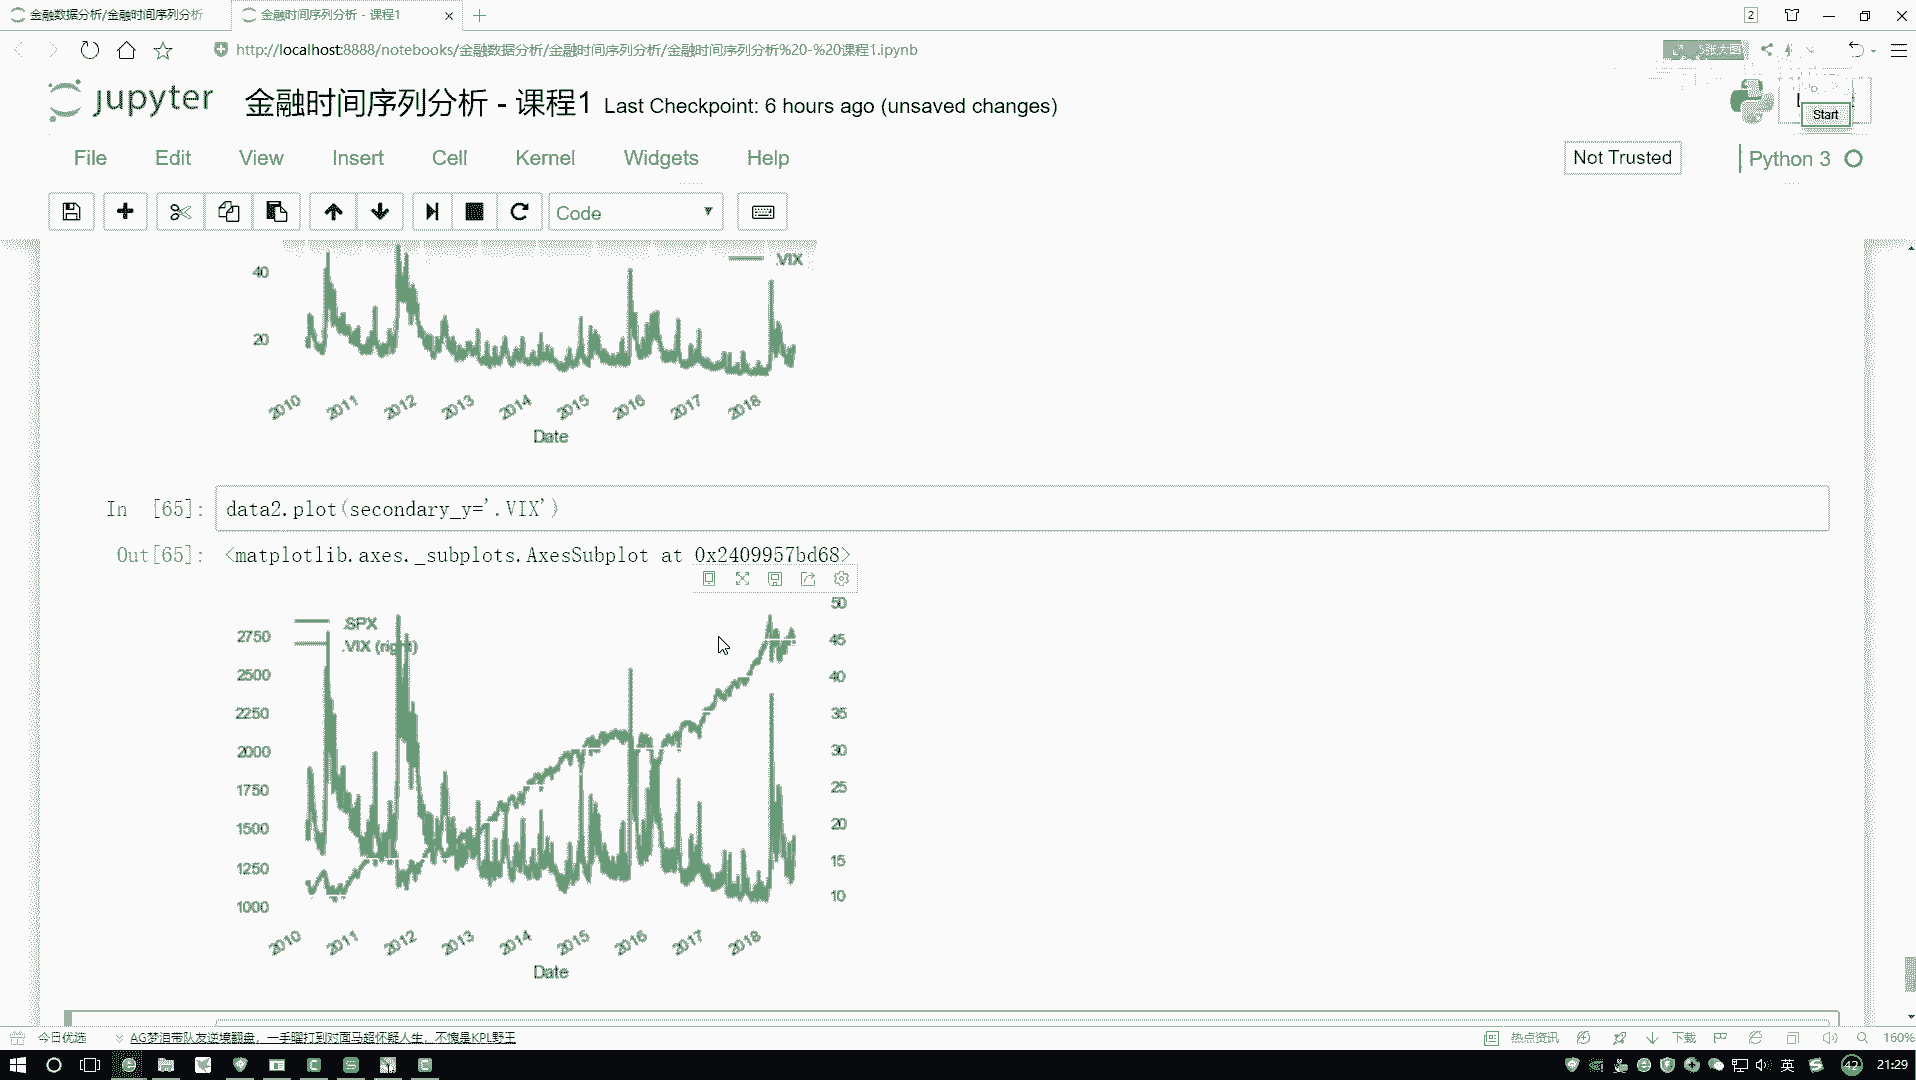 金融数据分析/金融时间序列分析
金融时间序列分析 - 课程1
2
http://localhost:8888/notebooks/金融数据分析/金融时间序列分析/金融时间序列分析%20-%20课程1.ipynb
张大图
jupyter
金融时间序列分析 - 课程1
Last Checkpoint: 6 hours ago (unsaved changes)
Start
File Edit View Insert Cell Kernel Widgets Help
Not Trusted
Python 3
Code
.VIX
40
20
2010 2011 2012 2013 2014 2015 2016 2017 2018
Date
In [65]:
data2.plot(secondary_y='.VIX')
Out[65]:
<matplotlib.axes._subplots.AxesSubplot at 0x2409957bd68>
.SPX
.VIX (right)
2750
2500
2250
2000
1750
1500
1250
1000
50
45
40
35
30
25
20
15
10
2010 2011 2012 2013 2014 2015 2016 2017 2018
Date
今日优选
AG梦泪带队友逆境翻盘，一手曜打到对面马超怀疑人生，不愧是KPL野王
热点资讯
下载
160%
英
42
21:29